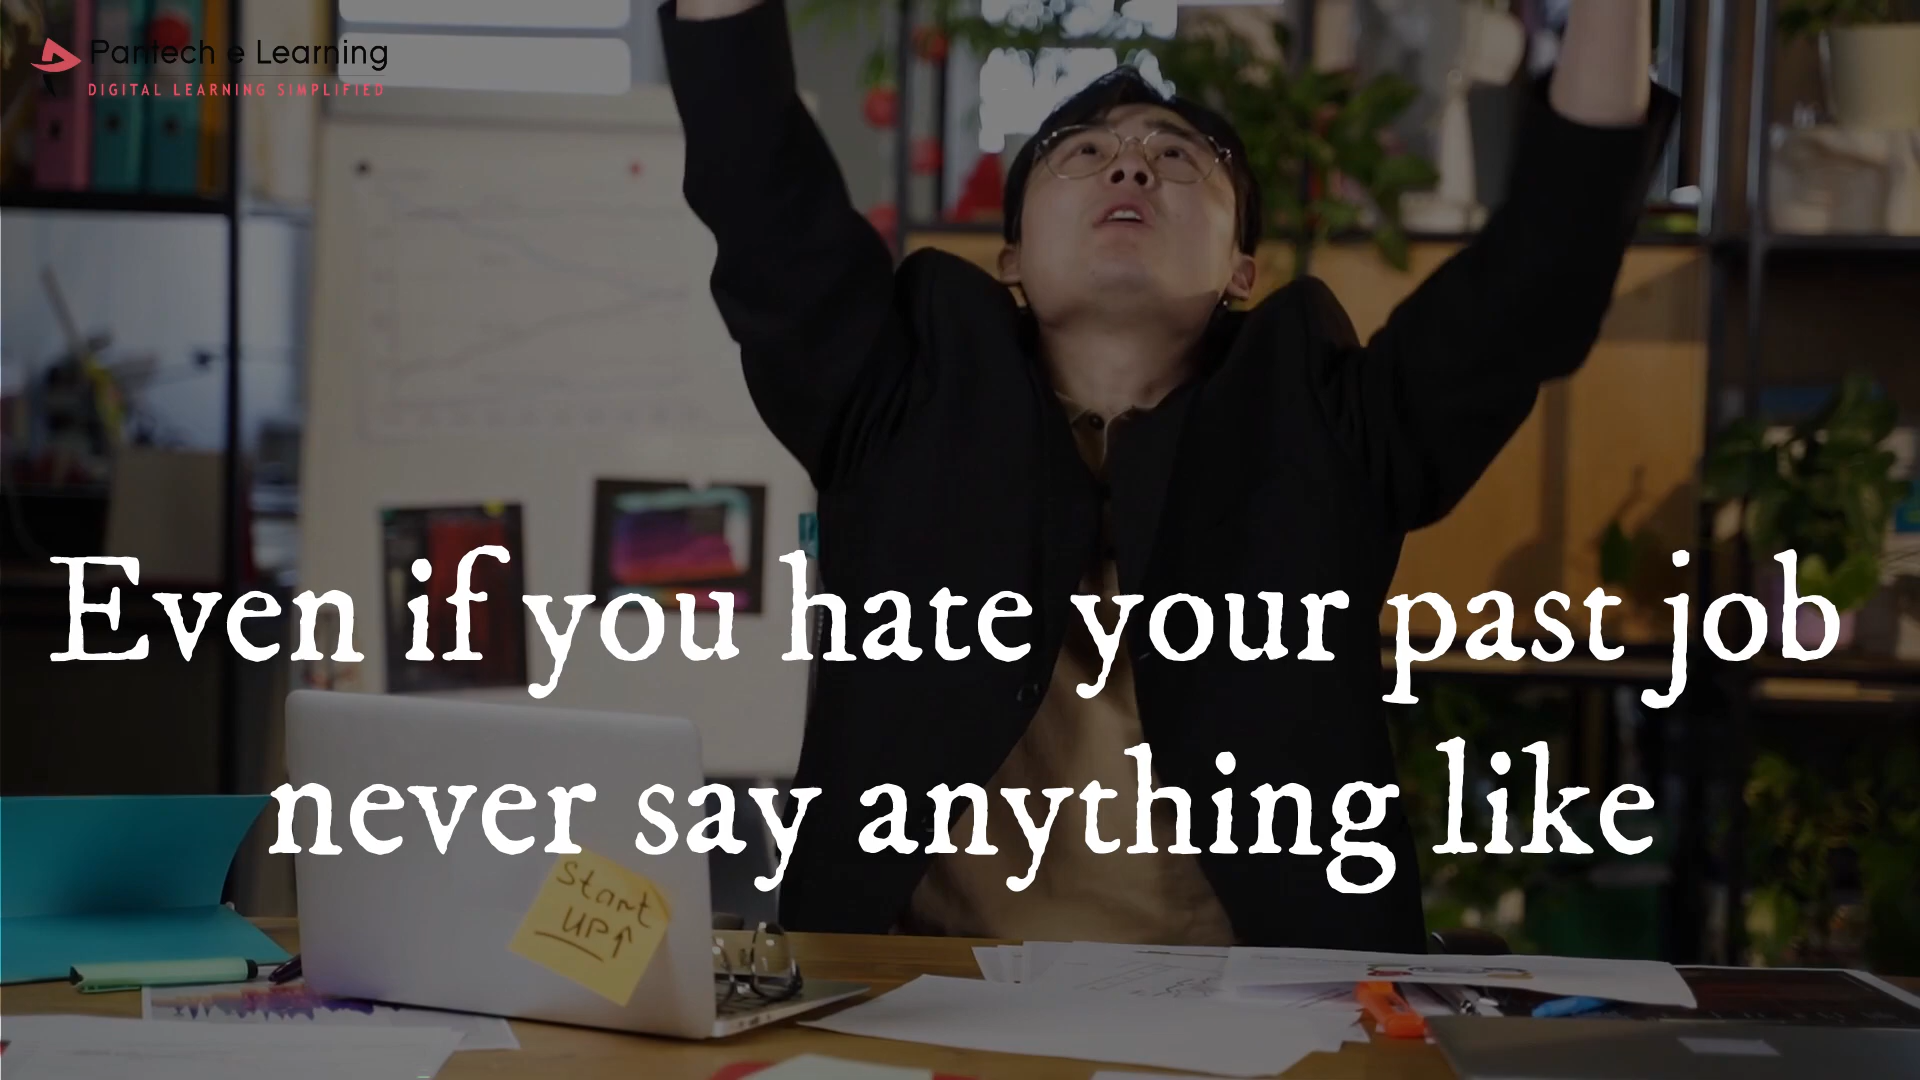 Pantech e Learning
DIGITAL LEARNING SIMPLIFIED
Even if you hate your past job
never say anything like
Start
UP↑